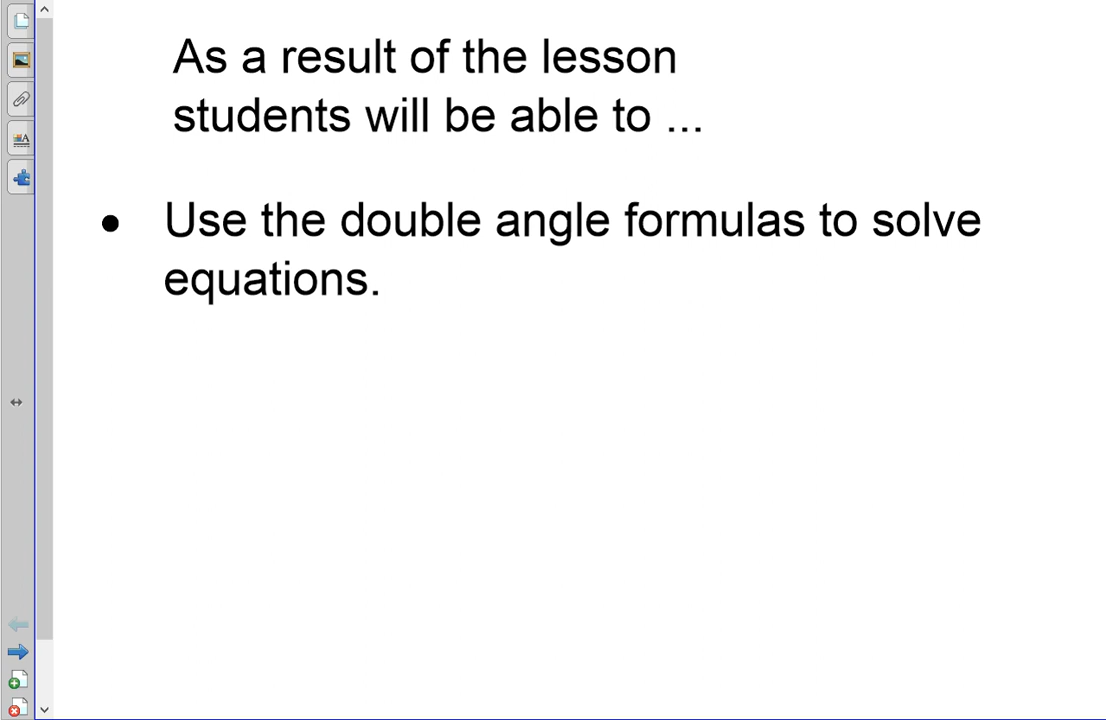 As a result of the lesson
students will be able to ...
• Use the double angle formulas to solve
equations.